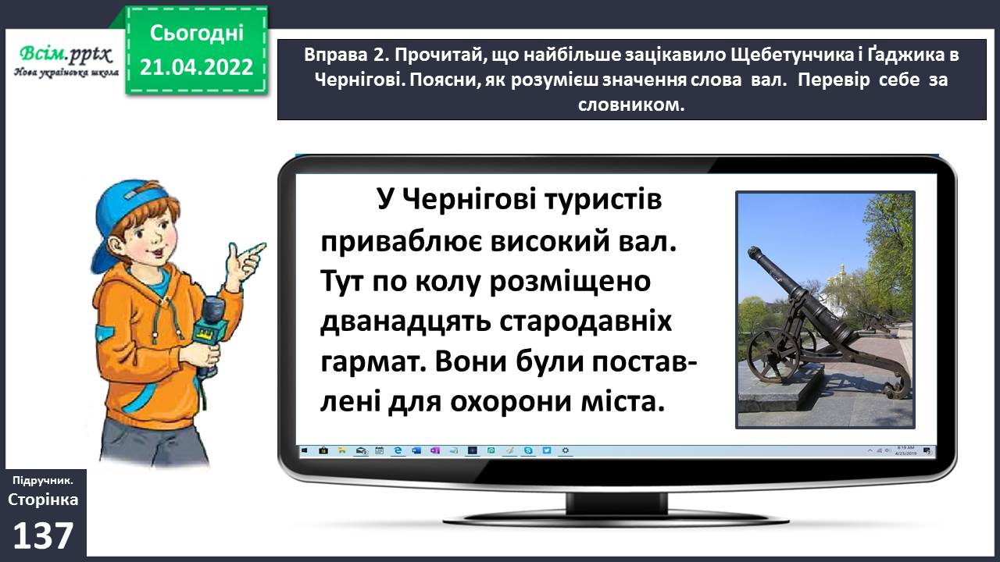 Всім.pptx
Нова українська школа
Сьогодні
21.04.2022
Вправа 2. Прочитай, що найбільше зацікавило Щебетунчика і Ґаджика в
Чернігові. Поясни, як розумієш значення слова вал. Перевір себе за
словником.
У Чернігові туристів
приваблює високий вал.
Тут по колу розміщено
дванадцять стародавніх
гармат. Вони були постав-
лені для охорони міста.
8:19 AM
4/23/2019
Підручник.
Сторінка
137